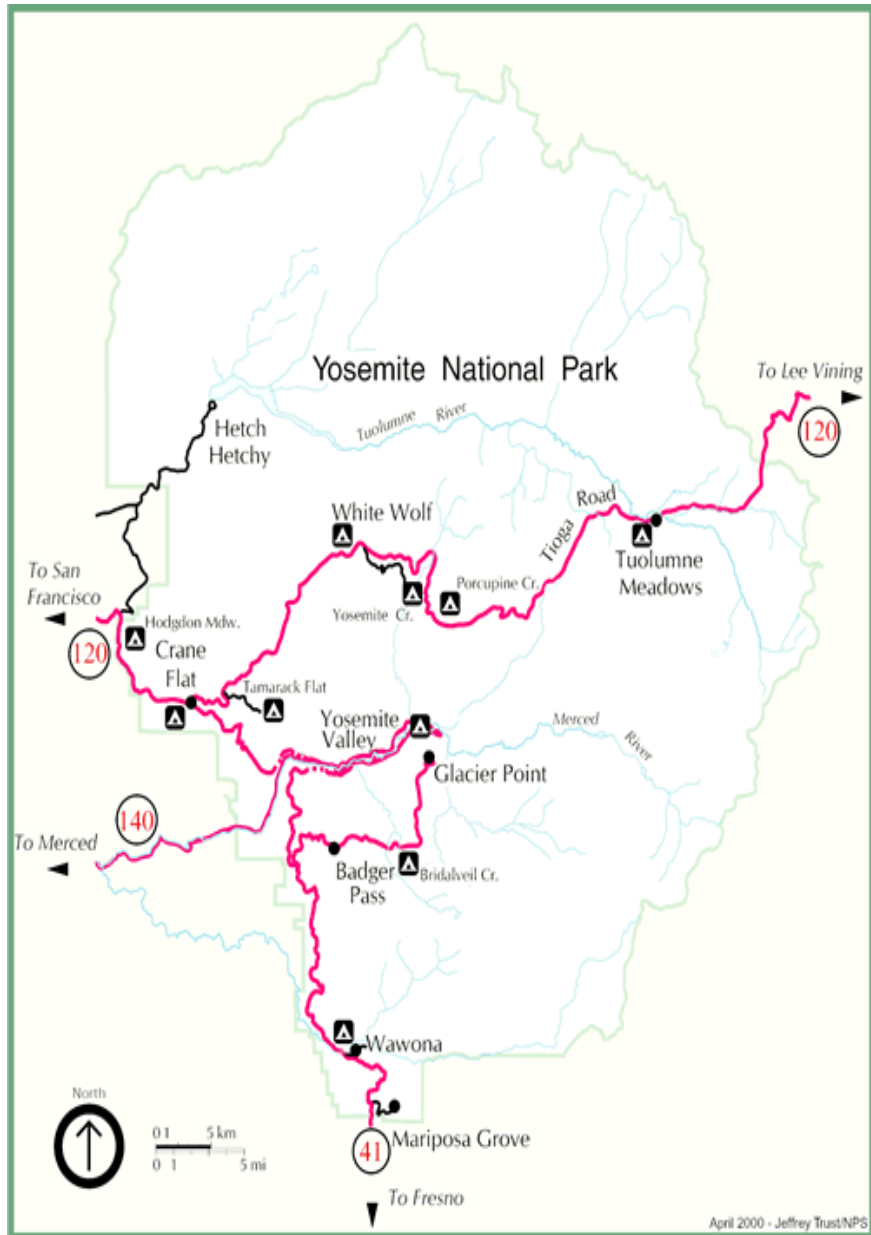 Yosemite National Park
To Lee Vining
120
Tuolumne River
Hetch
Hetchy
White Wolf
Tioga Road
Tuolumne
Meadows
To San
Francisco
120
Hodgdon Mdw.
Porcupine Cr.
Yosemite Cr.
Crane
Flat
Tamarack Flat
Yosemite
Valley
Merced River
Glacier Point
140
To Merced
Badger
Pass
Bridalveil Cr.
Wawona
North
0 1 5 km
0 1 5 mi
Mariposa Grove
41
To Fresno
April 2000 - Jeffrey Trust/NPS